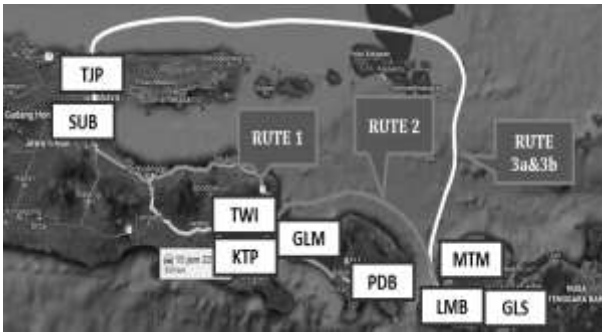 TJP
SUB
RUTE 1
RUTE 2
RUTE
3a&3b
TWI
GLM
KTP
PDB
MTM
LMB
GLS